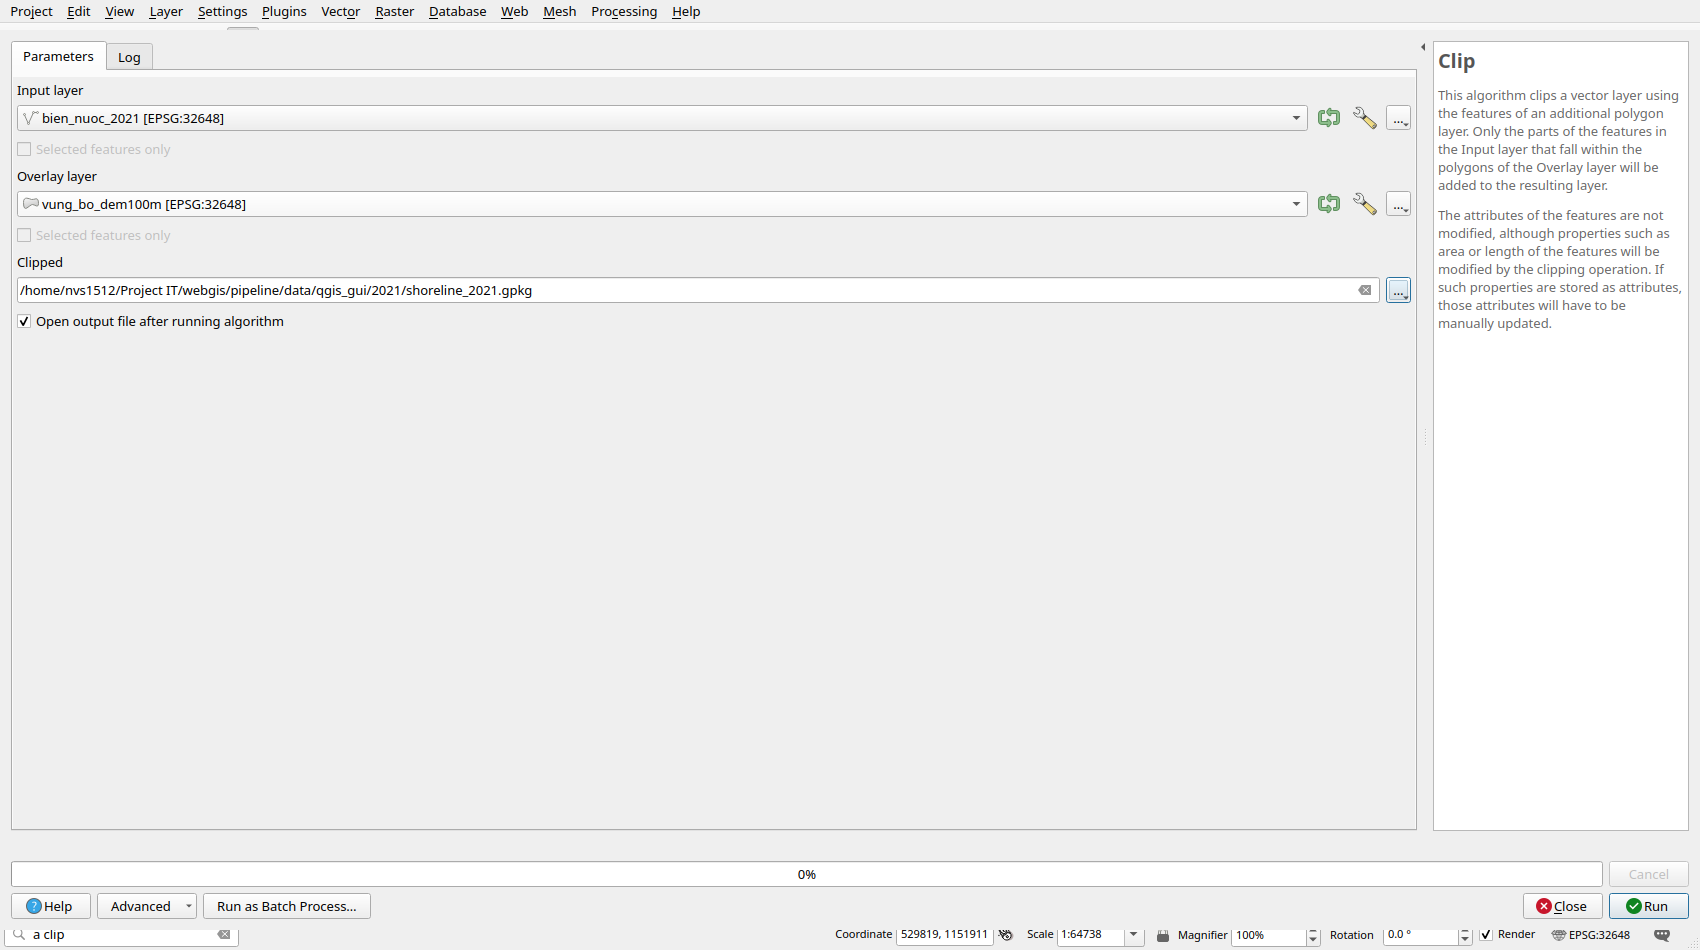 Project Edit View Layer Settings Plugins Vector Raster Database Web Mesh Processing Help
Parameters Log
Input layer
bien_nuoc_2021 [EPSG:32648]
...
Selected features only
Overlay layer
vung_bo_dem100m [EPSG:32648]
...
Selected features only
Clipped
/home/nvs1512/Project IT/webgis/pipeline/data/qgis_gui/2021/shoreline_2021.gpkg
...
Open output file after running algorithm
Clip
This algorithm clips a vector layer using
the features of an additional polygon
layer. Only the parts of the features in
the Input layer that fall within the
polygons of the Overlay layer will be
added to the resulting layer.
The attributes of the features are not
modified, although properties such as
area or length of the features will be
modified by the clipping operation. If
such properties are stored as attributes,
those attributes will have to be
manually updated.
0%
Cancel
Help Advanced Run as Batch Process... Close Run
a clip Coordinate 529819, 1151911 Scale 1:64738 Magnifier 100% Rotation 0.0 ° Render EPSG:32648